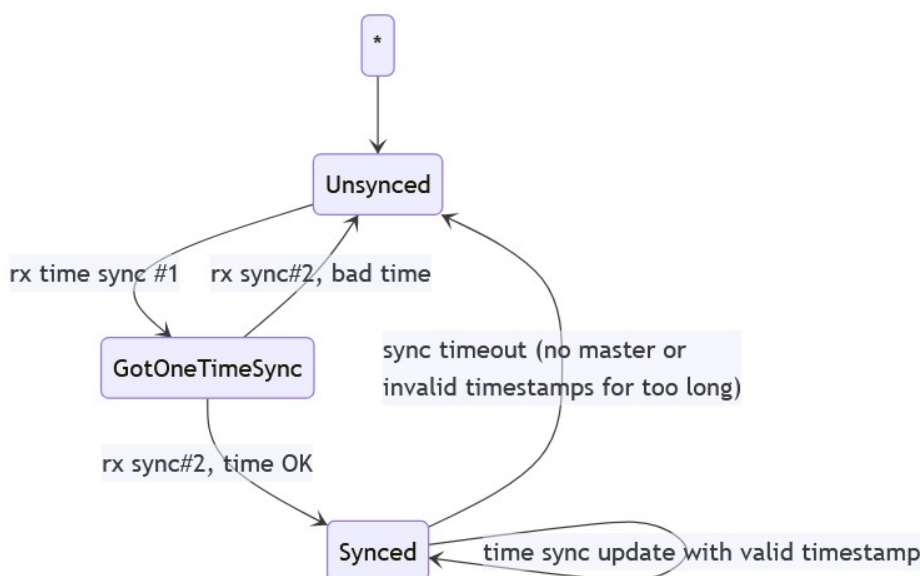 *
Unsynced
rx time sync #1
rx sync#2, bad time
GotOneTimeSync
sync timeout (no master or
invalid timestamps for too long)
rx sync#2, time OK
Synced
time sync update with valid timestamp